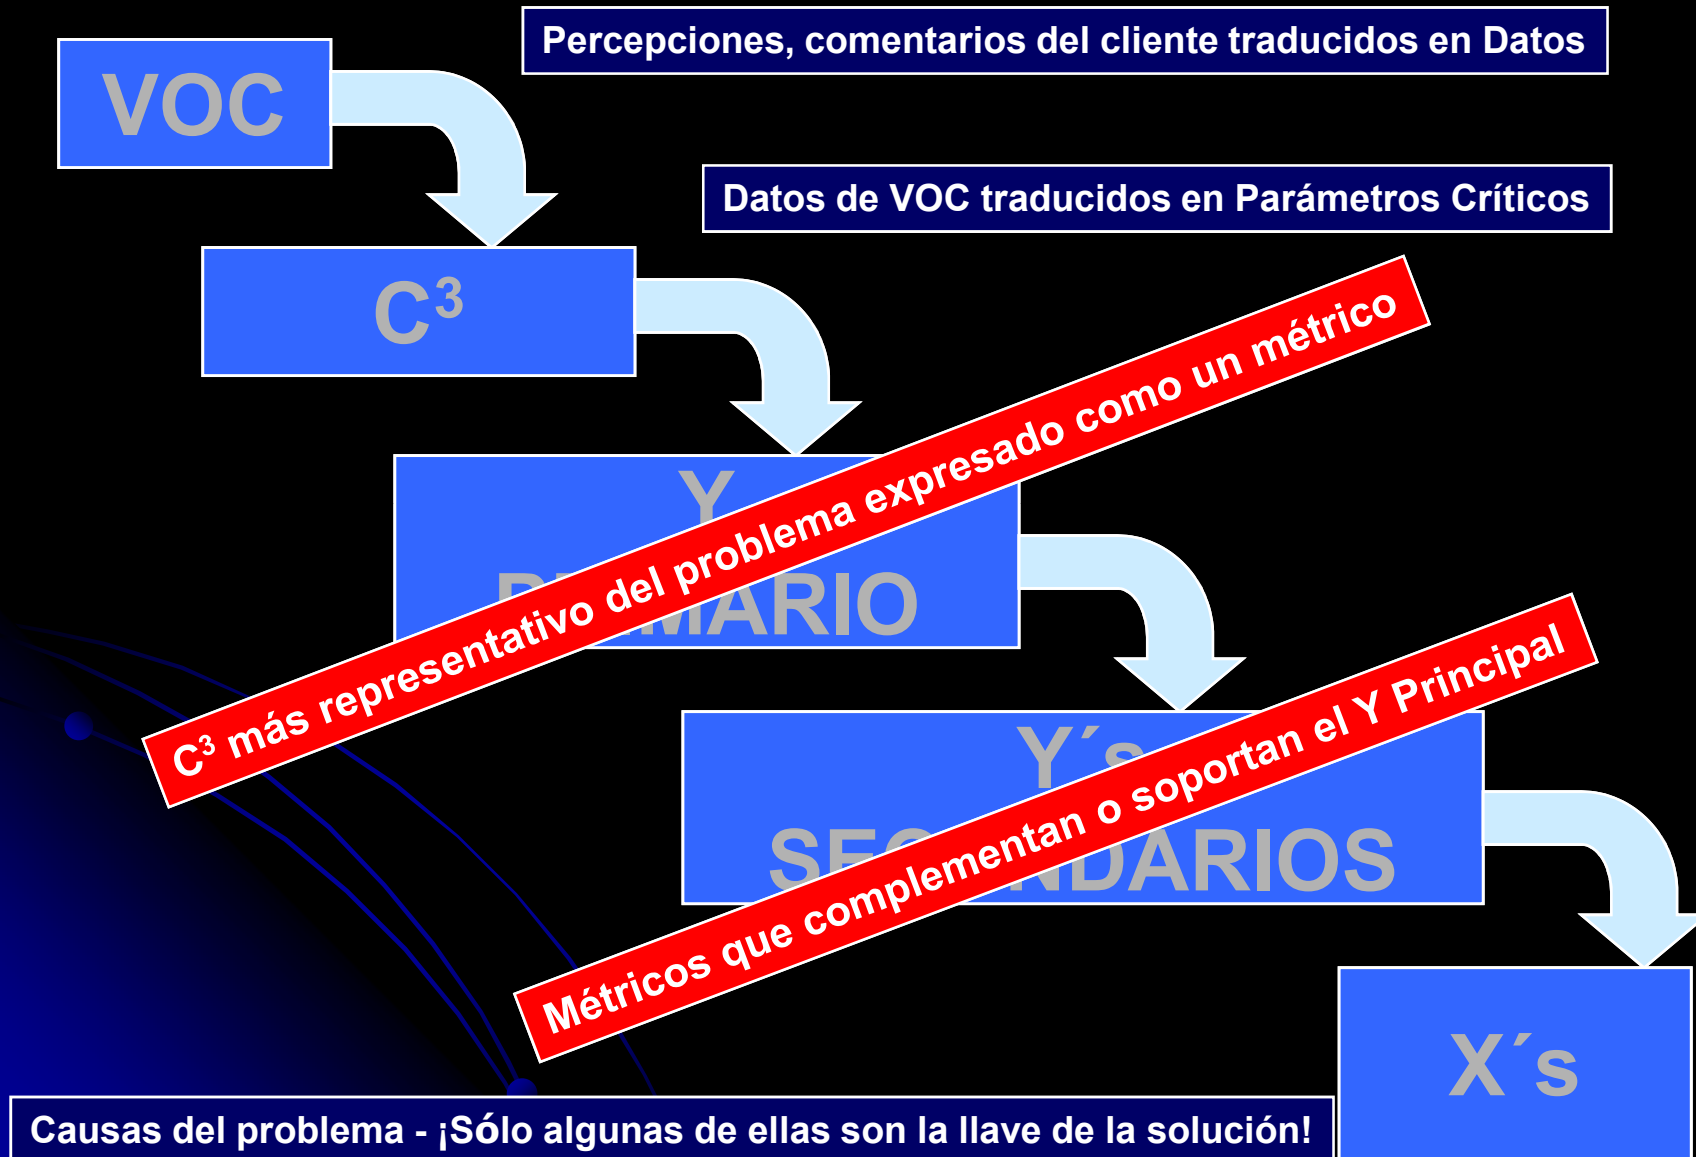 Percepciones, comentarios del cliente traducidos en Datos
VOC
Datos de VOC traducidos en Parámetros Críticos
C³
C³ más representativo del problema expresado como un métrico
Y
PRIMARIO
Métricos que complementan o soportan el Y Principal
Y´s
SECUNDARIOS
X´s
Causas del problema - ¡Sólo algunas de ellas son la llave de la solución!